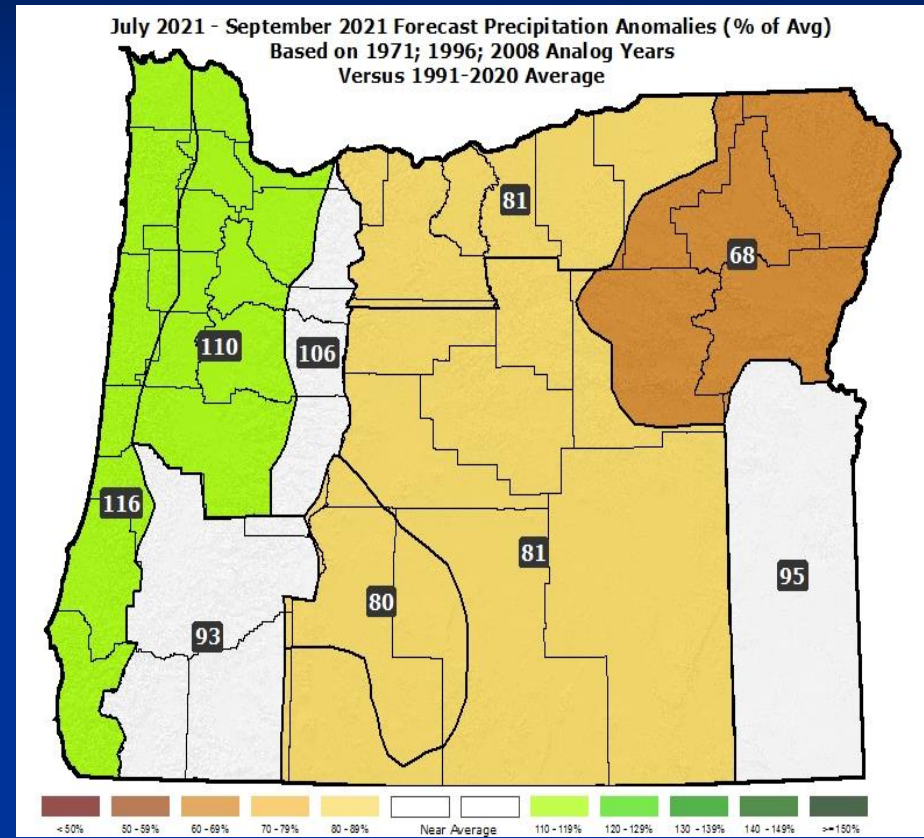 July 2021 - September 2021 Forecast Precipitation Anomalies (% of Avg)
Based on 1971; 1996; 2008 Analog Years
Versus 1991-2020 Average
81
68
110
106
116
81
95
80
93
<50%
50 - 59%
60 - 69%
70 - 79%
80 - 89%
Near Average
110 - 119%
120 - 129%
130 - 139%
140 - 149%
>=150%